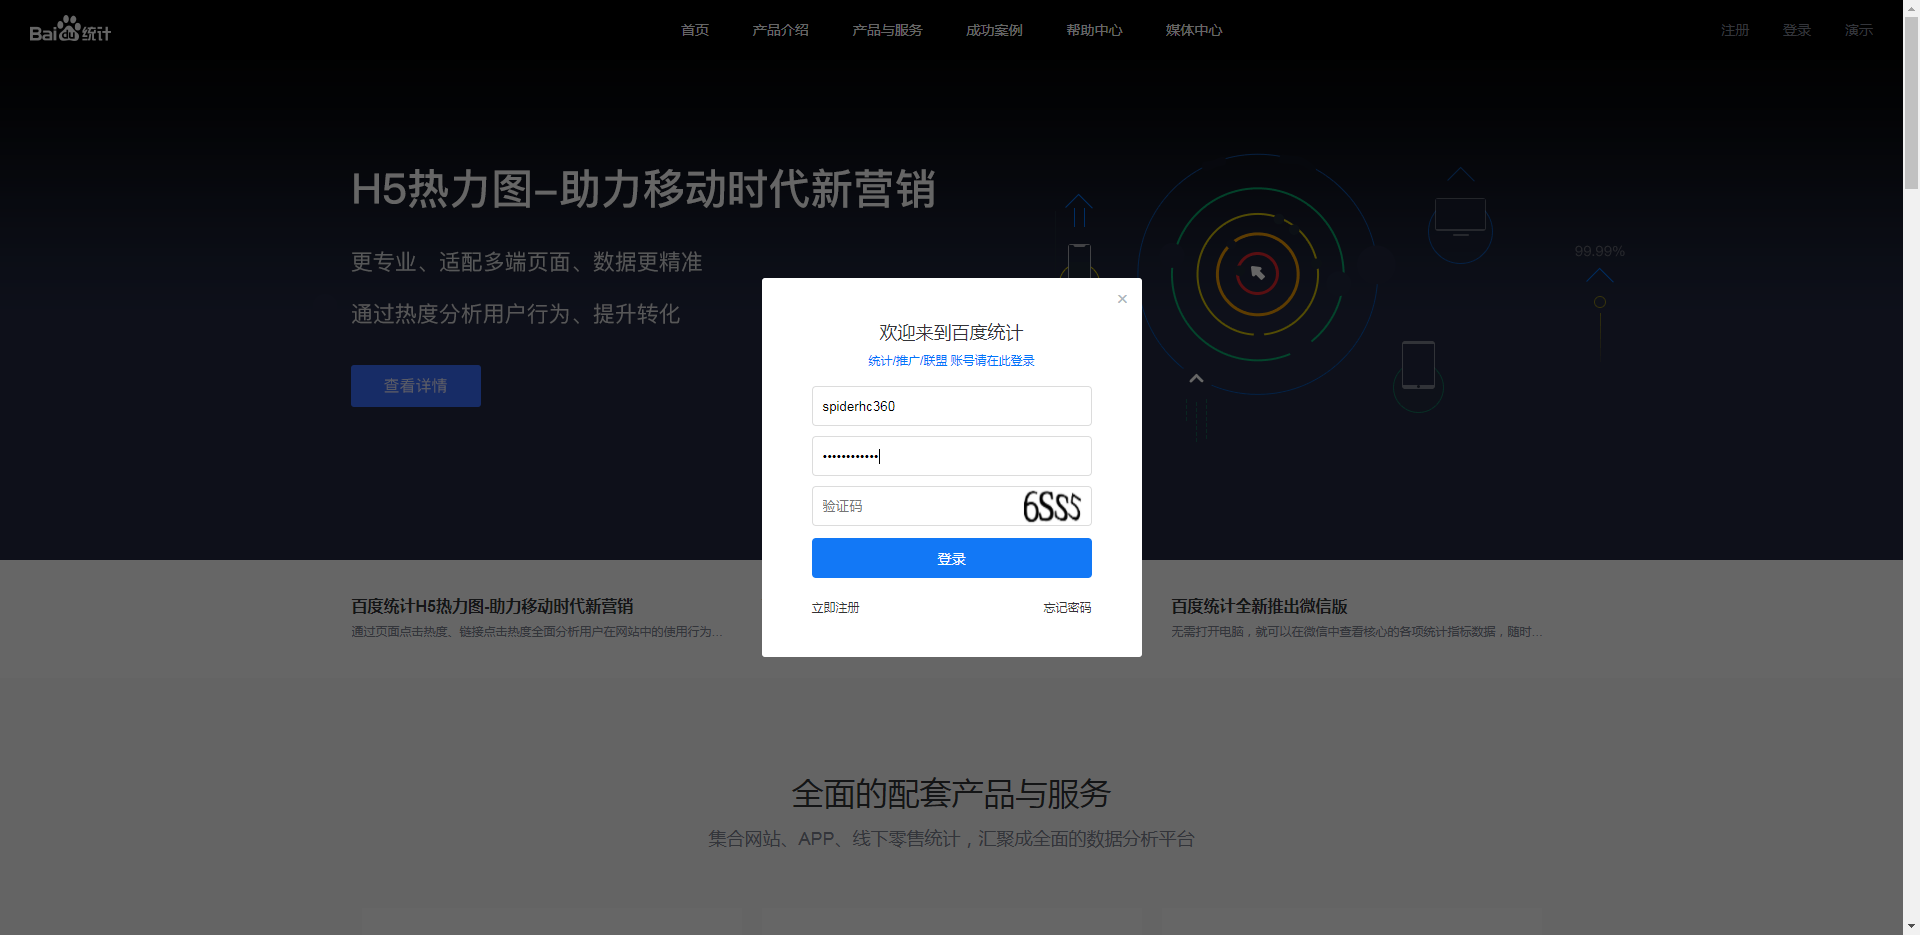 Baidu统计
首页 产品介绍 产品与服务 成功案例 帮助中心 媒体中心 注册 登录 演示
H5热力图-助力移动时代新营销
更专业、适配多端页面、数据更精准
通过热度分析用户行为、提升转化
查看详情
99.99%
×
欢迎来到百度统计
统计/推广/联盟 账号请在此登录
spiderhc360
••••••••••••
验证码 6SS5
登录
立即注册 忘记密码
百度统计H5热力图-助力移动时代新营销
通过页面点击热度、链接点击热度全面分析用户在网站中的使用行为...
百度统计全新推出微信版
无需打开电脑，就可以在微信中查看核心的各项统计指标数据，随时...
全面的配套产品与服务
集合网站、APP、线下零售统计，汇聚成全面的数据分析平台